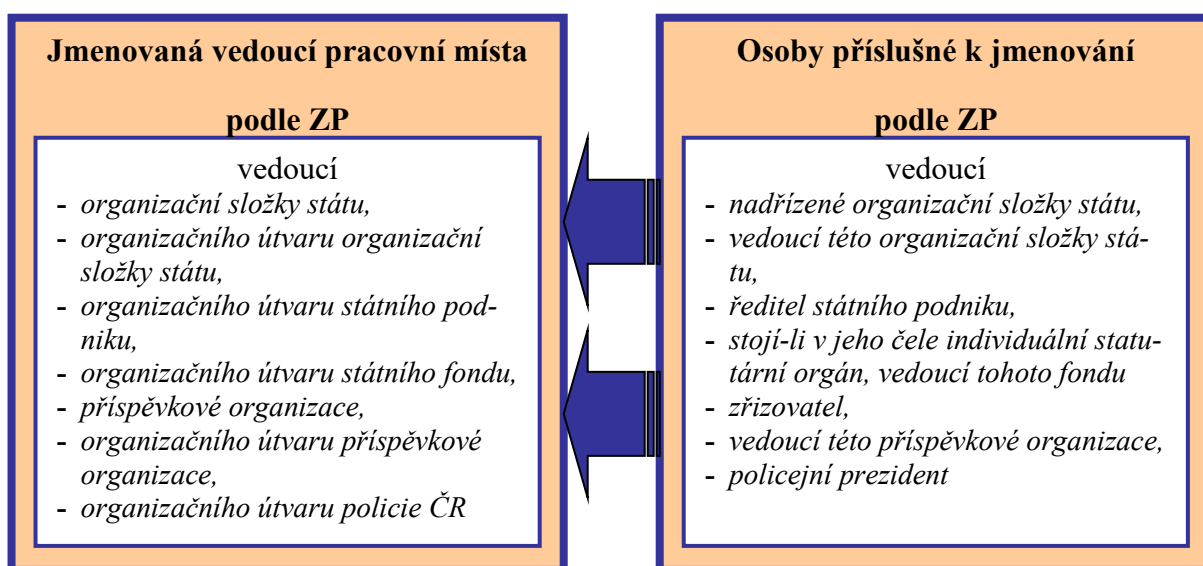 Jmenovaná vedoucí pracovní místa
podle ZP
vedoucí
- organizační složky státu,
- organizačního útvaru organizační
složky státu,
- organizačního útvaru státního pod-
niku,
- organizačního útvaru státního fondu,
- příspěvkové organizace,
- organizačního útvaru příspěvkové
organizace,
- organizačního útvaru policie ČR
Osoby příslušné k jmenování
podle ZP
vedoucí
- nadřízené organizační složky státu,
- vedoucí této organizační složky stá-
tu,
- ředitel státního podniku,
- stojí-li v jeho čele individuální statu-
tární orgán, vedoucí tohoto fondu
- zřizovatel,
- vedoucí této příspěvkové organizace,
- policejní prezident